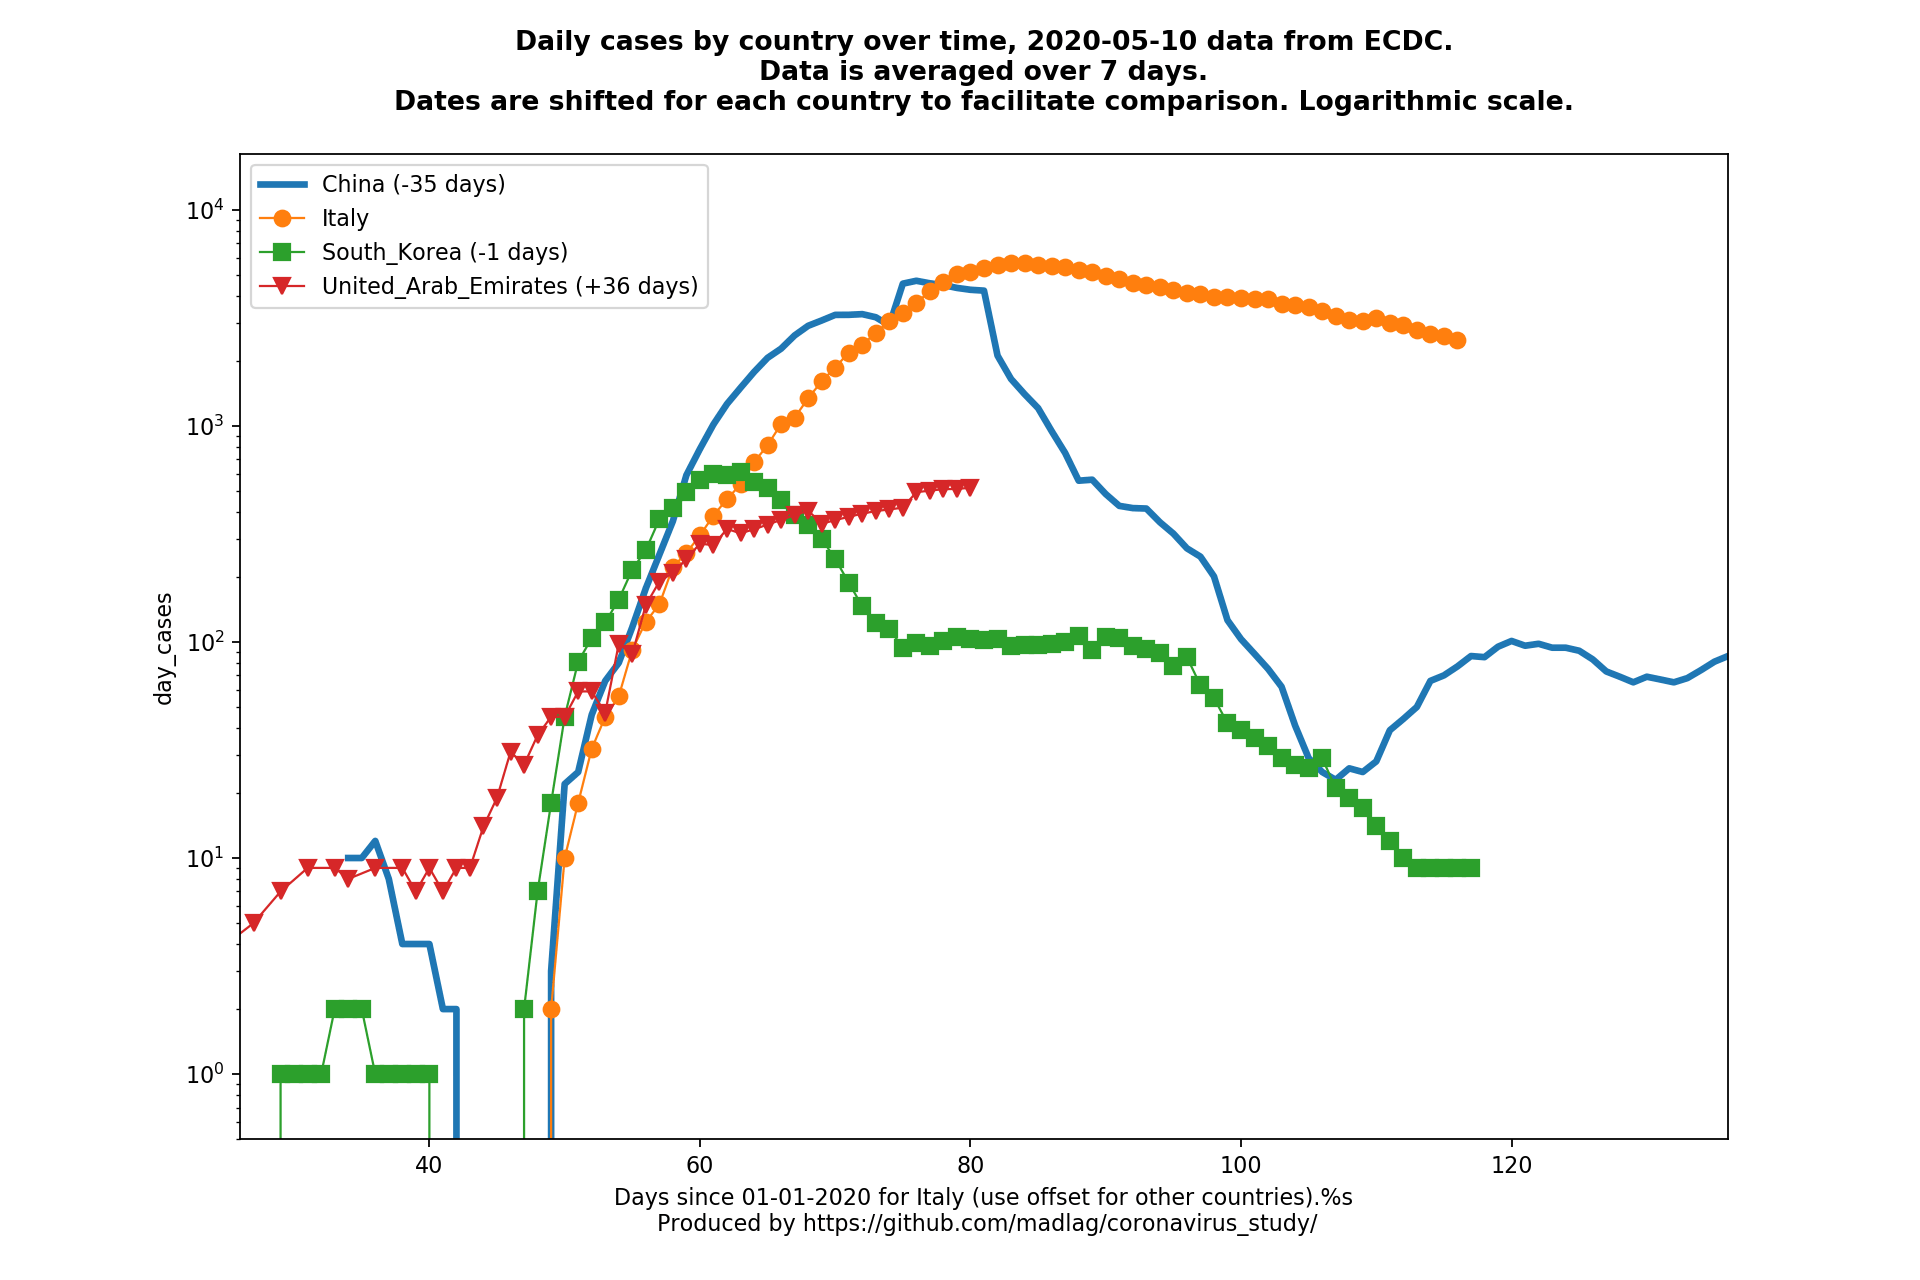 Daily cases by country over time, 2020-05-10 data from ECDC.
Data is averaged over 7 days.
Dates are shifted for each country to facilitate comparison. Logarithmic scale.
China (-35 days)
Italy
South_Korea (-1 days)
United_Arab_Emirates (+36 days)
day_cases
10⁴
10³
10²
10¹
10⁰
40 60 80 100 120
Days since 01-01-2020 for Italy (use offset for other countries).%s
Produced by https://github.com/madlag/coronavirus_study/